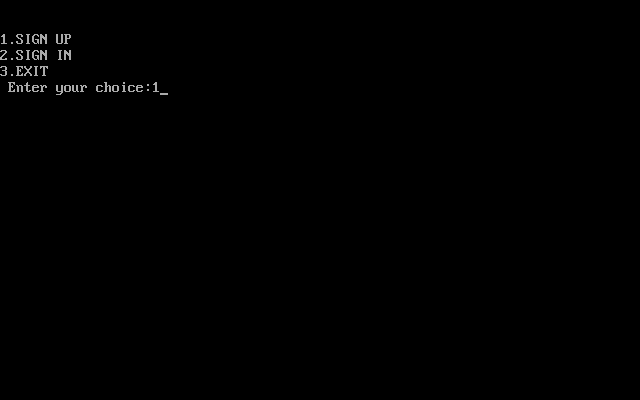 1.SIGN UP
2.SIGN IN
3.EXIT
Enter your choice:1_